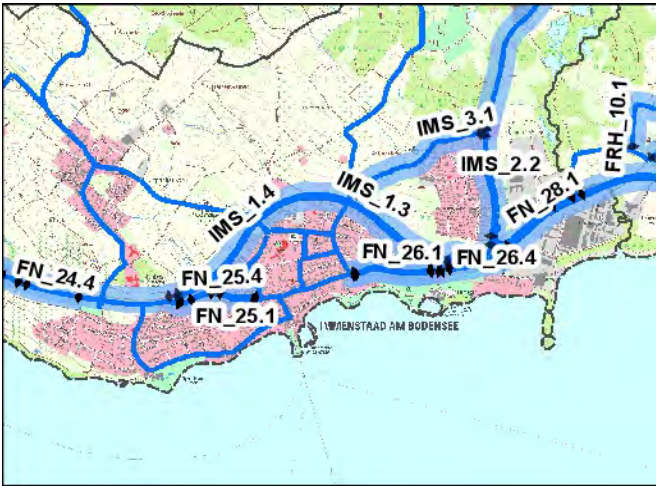 FRH_10.1
IMS_3.1
IMS_2.2
IMS_1.4
IMS_1.3
FN_28.1
FN_26.1
FN_26.4
FN_24.4
FN_25.4
FN_25.1
IMMENSTAAD AM BODENSEE